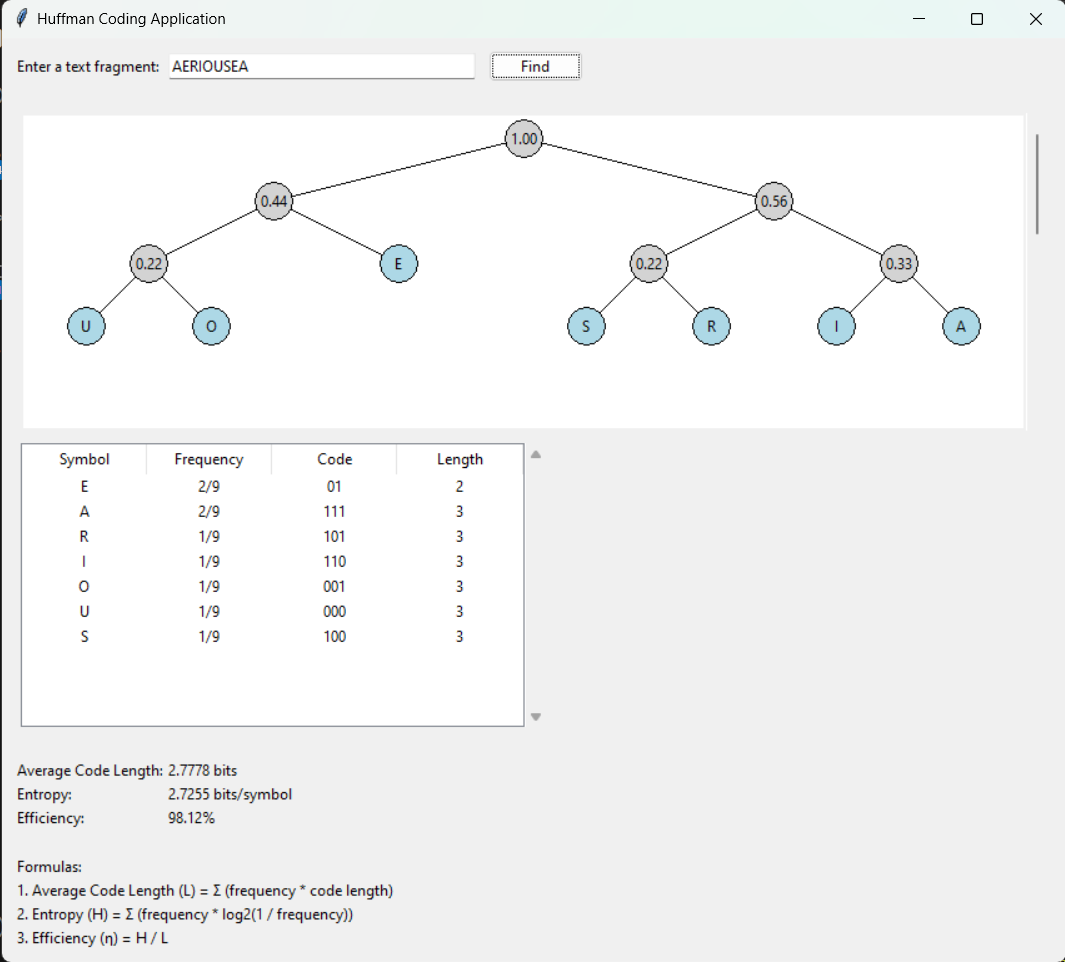 Huffman Coding Application
Enter a text fragment: AERIOUSEA Find
1.00
0.44 0.56
0.22 E 0.22 0.33
U O S R I A
Symbol Frequency Code Length
E 2/9 01 2
A 2/9 111 3
R 1/9 101 3
I 1/9 110 3
O 1/9 001 3
U 1/9 000 3
S 1/9 100 3
Average Code Length: 2.7778 bits
Entropy: 2.7255 bits/symbol
Efficiency: 98.12%
Formulas:
1. Average Code Length (L) = Σ (frequency * code length)
2. Entropy (H) = Σ (frequency * log2(1 / frequency))
3. Efficiency (η) = H / L